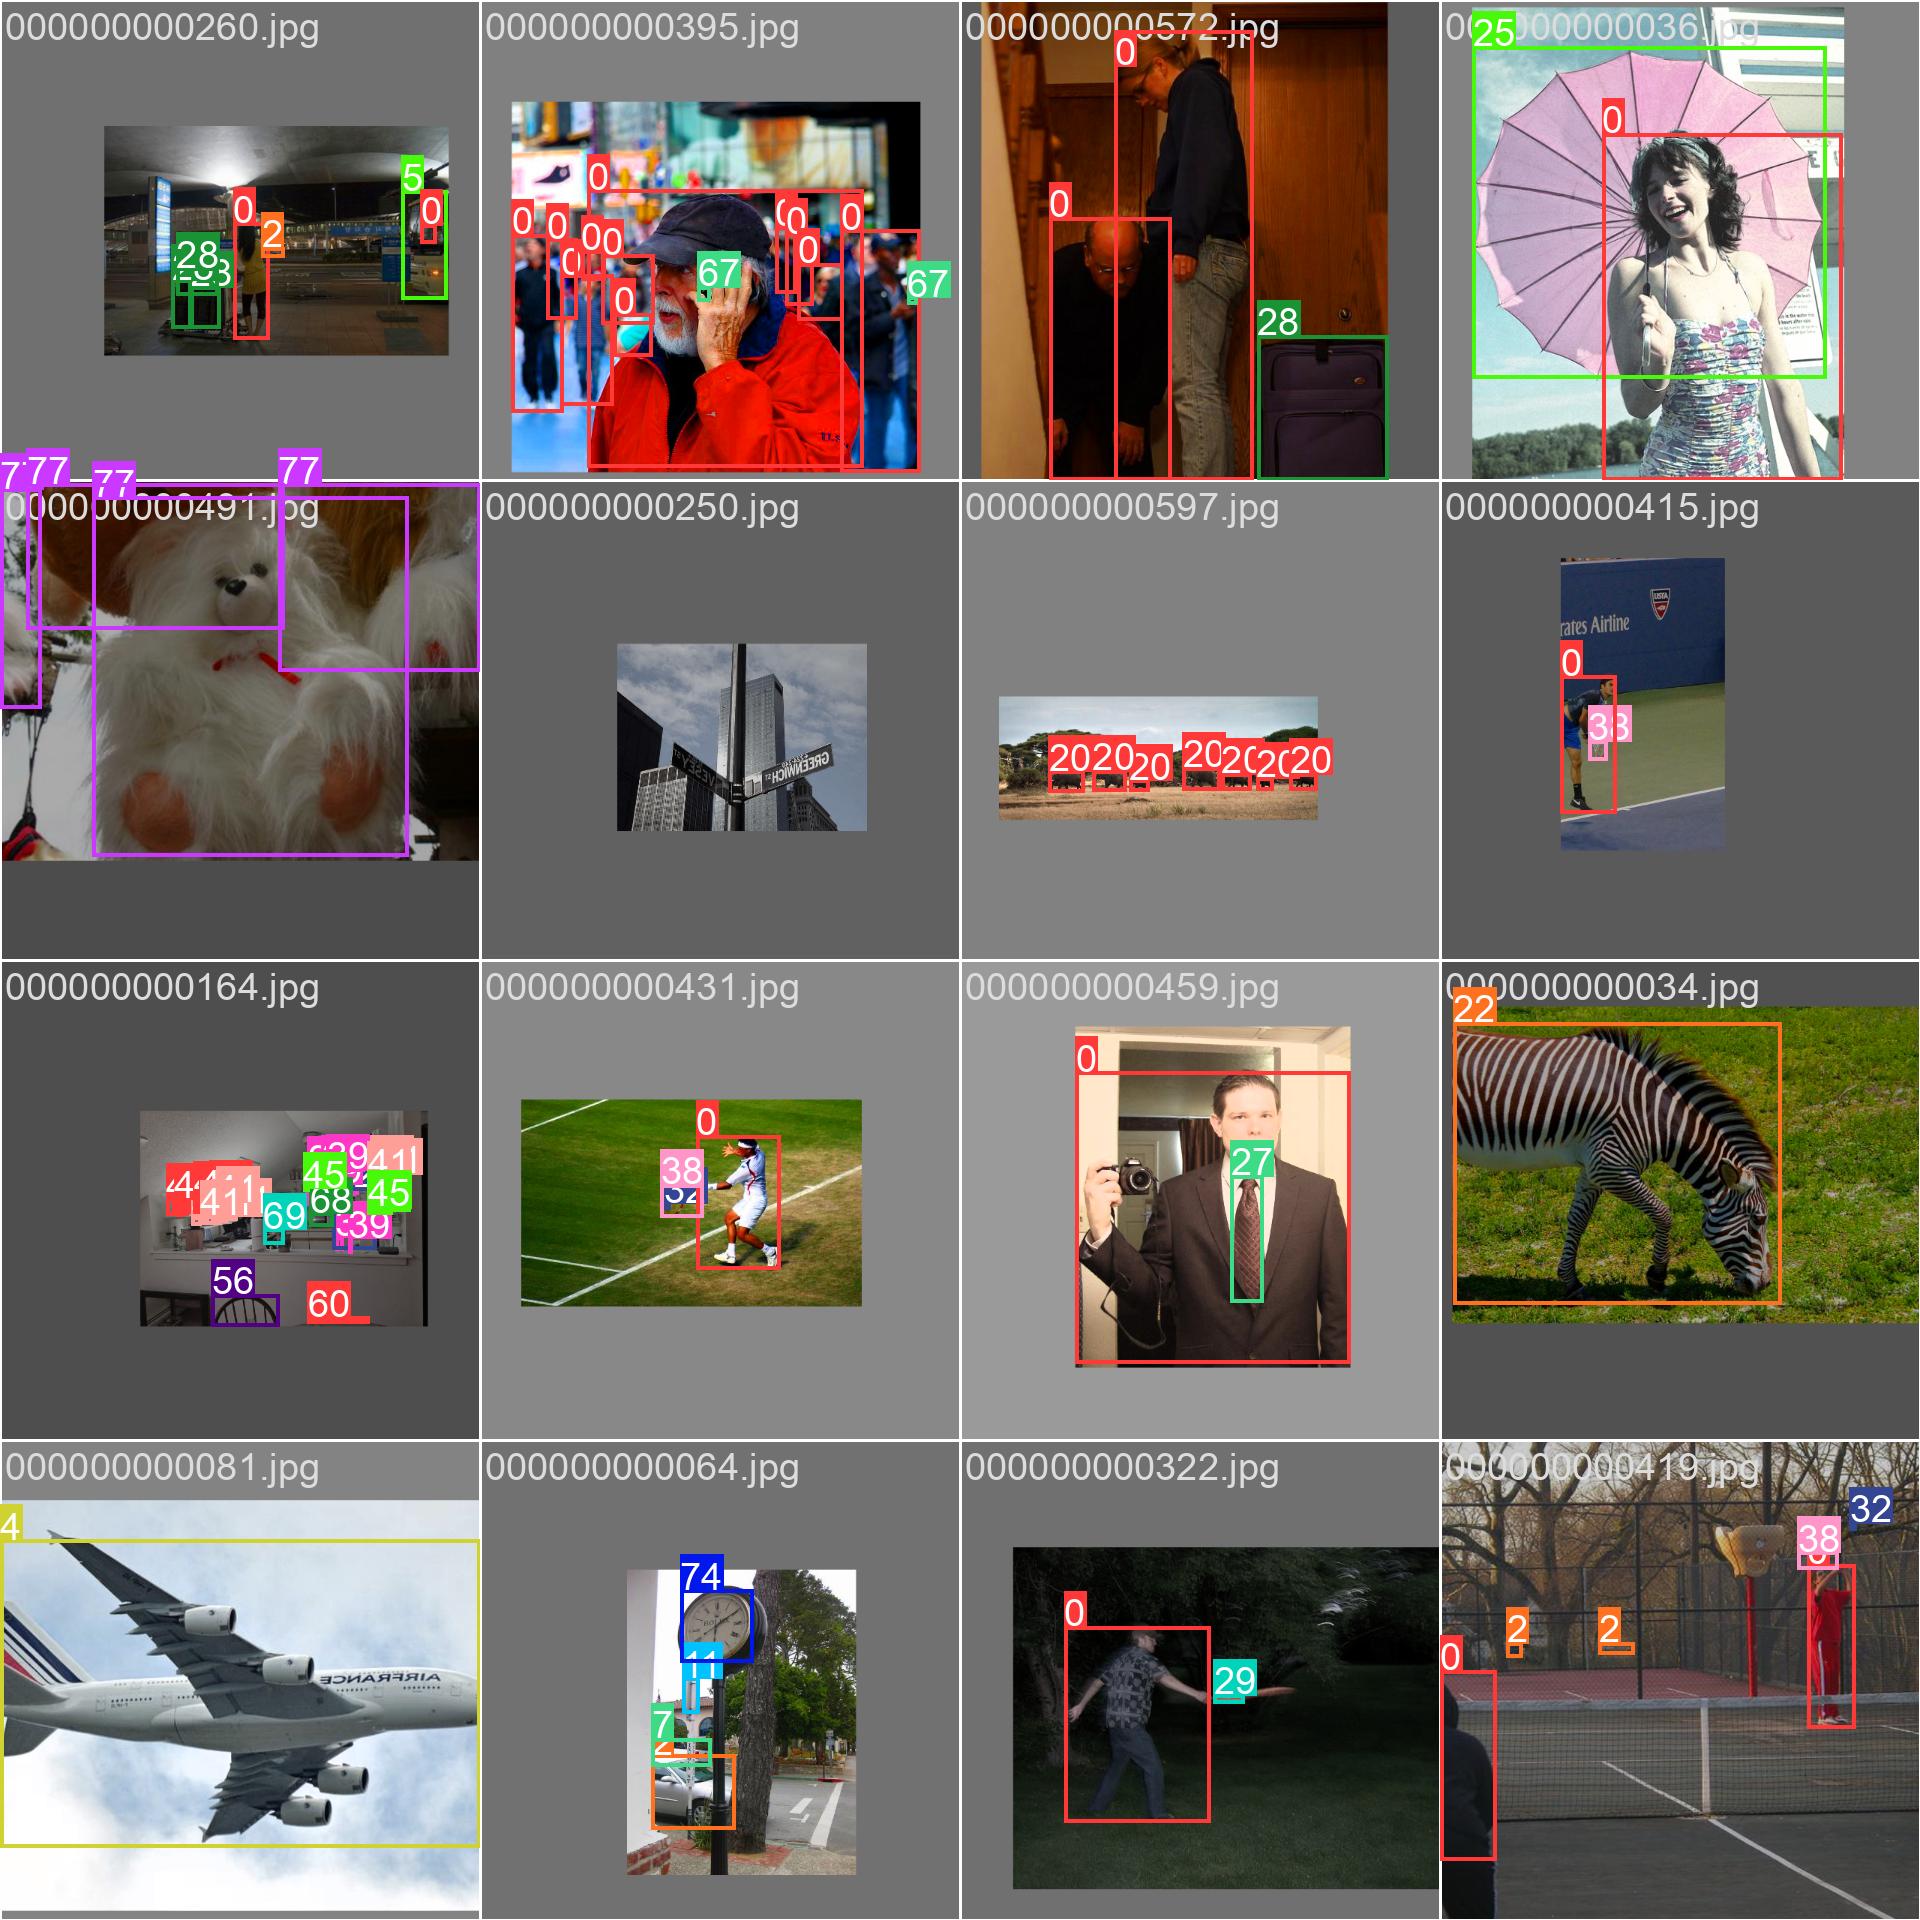 000000000260.jpg
000000000395.jpg
000000000572.jpg
000000000036.jpg
0
5
0
2
28
0
0
0
0
0
0
0
0
0
0
67
67
0
0
28
25
0
77
77
77
000000000491.jpg
000000000250.jpg
VESEY ST
GREENWICH ST
000000000597.jpg
20
20
20
20
20
20
20
000000000415.jpg
rates Airline
USTA
0
38
000000000164.jpg
45
41
41
45
68
69
39
56
60
000000000431.jpg
0
38
32
000000000459.jpg
0
27
000000000034.jpg
22
000000000081.jpg
4
AIRFRANCE
000000000064.jpg
74
ROLEX
11
7
2
000000000322.jpg
0
29
000000000419.jpg
32
38
0
2
2
0